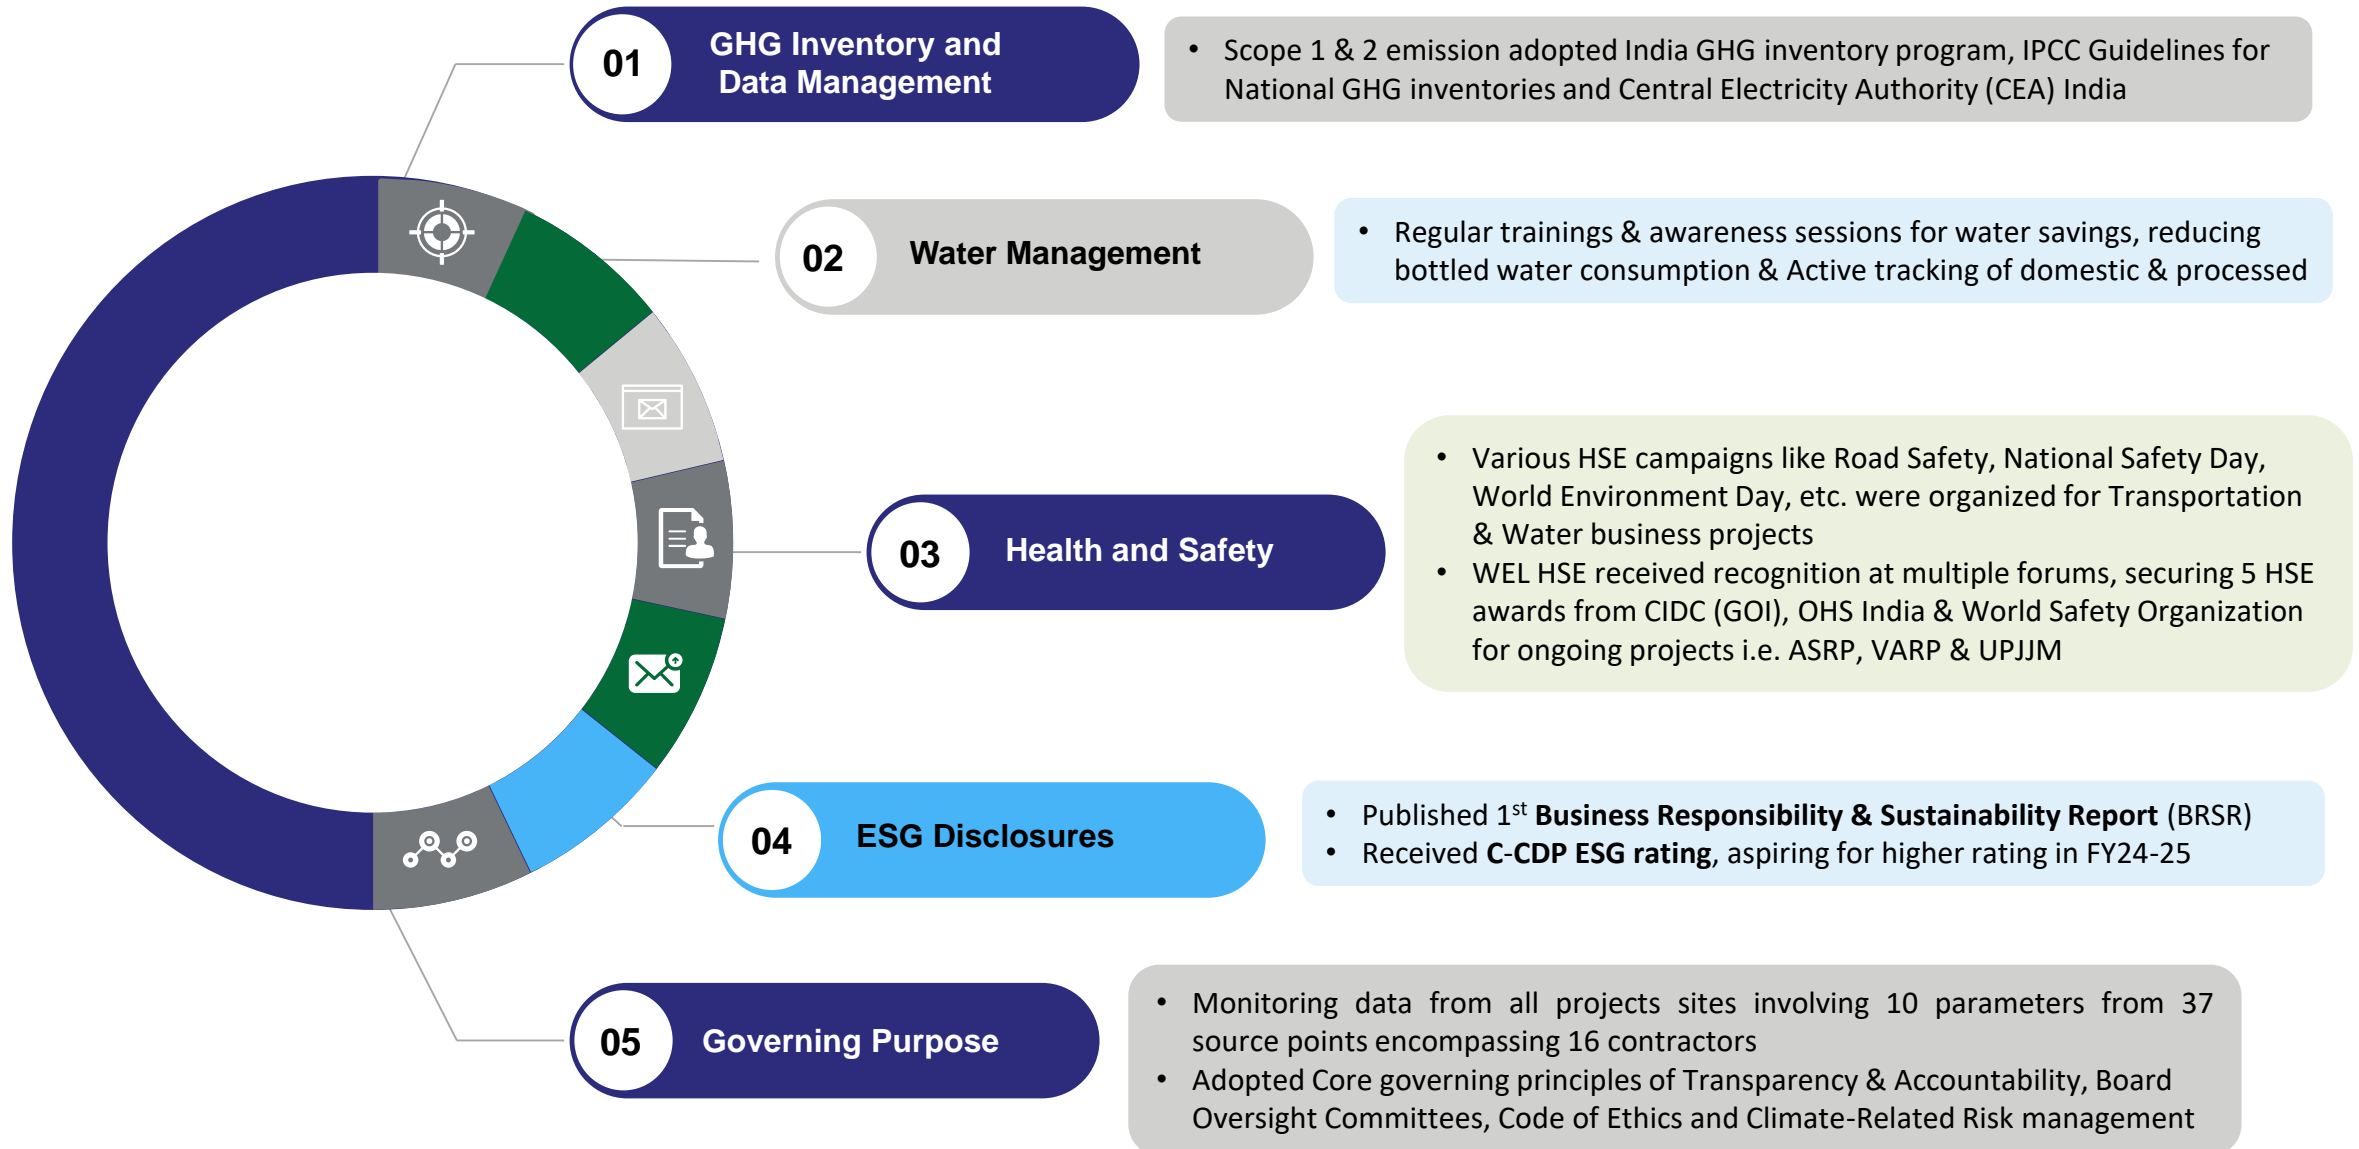 01
GHG Inventory and
Data Management
• Scope 1 & 2 emission adopted India GHG inventory program, IPCC Guidelines for
National GHG inventories and Central Electricity Authority (CEA) India
02
Water Management
• Regular trainings & awareness sessions for water savings, reducing
bottled water consumption & Active tracking of domestic & processed
03
Health and Safety
• Various HSE campaigns like Road Safety, National Safety Day,
World Environment Day, etc. were organized for Transportation
& Water business projects
• WEL HSE received recognition at multiple forums, securing 5 HSE
awards from CIDC (GOI), OHS India & World Safety Organization
for ongoing projects i.e. ASRP, VARP & UPJJM
04
ESG Disclosures
• Published 1st Business Responsibility & Sustainability Report (BRSR)
• Received C-CDP ESG rating, aspiring for higher rating in FY24-25
05
Governing Purpose
• Monitoring data from all projects sites involving 10 parameters from 37
source points encompassing 16 contractors
• Adopted Core governing principles of Transparency & Accountability, Board
Oversight Committees, Code of Ethics and Climate-Related Risk management